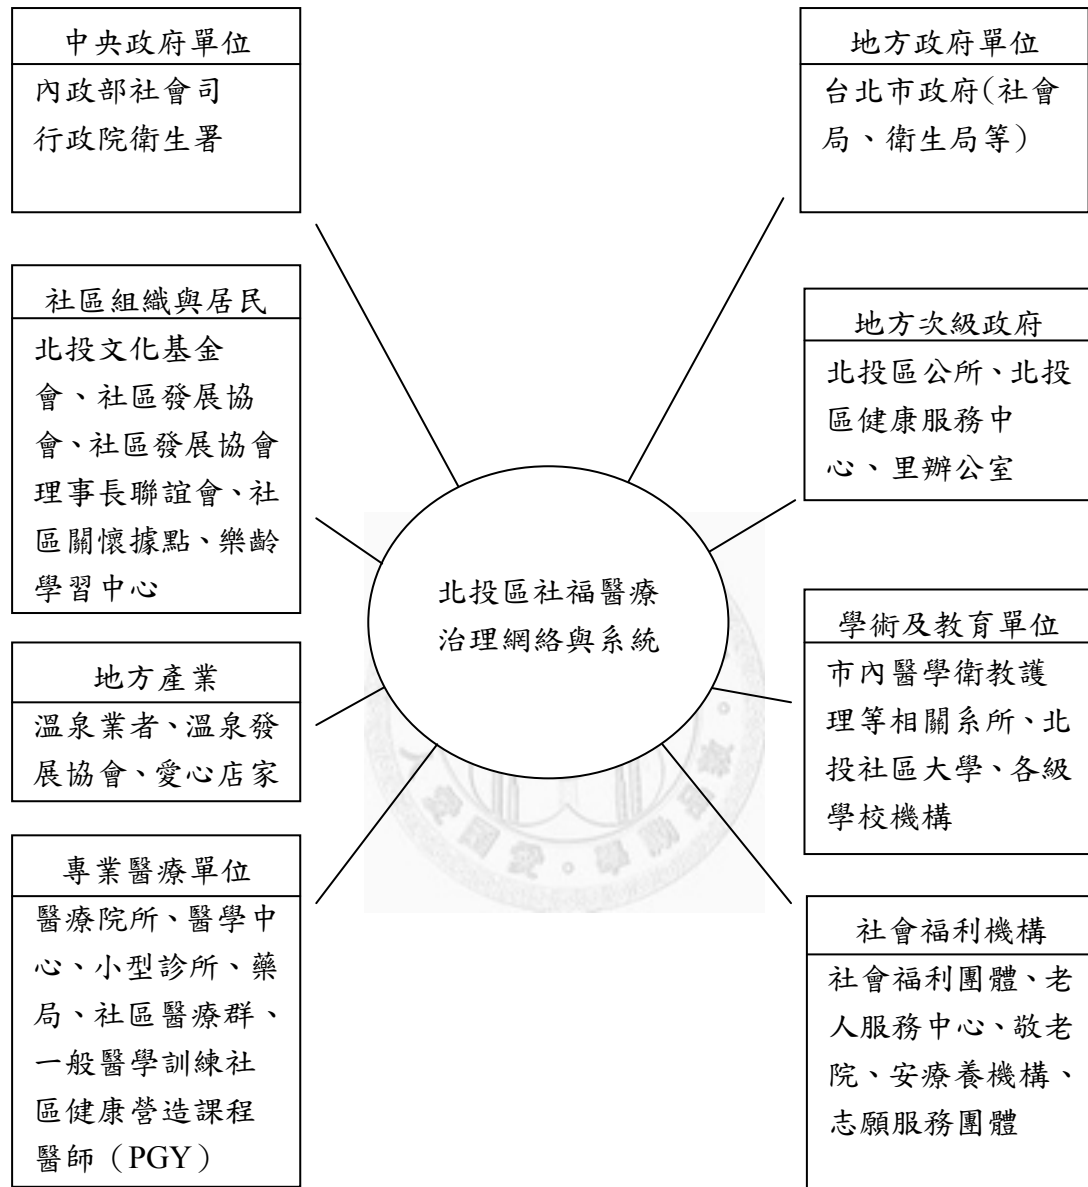 中央政府單位
內政部社會司
行政院衛生署
地方政府單位
台北市政府(社會
局、衛生局等)
社區組織與居民
北投文化基金
會、社區發展協
會、社區發展協會
理事長聯誼會、社
區關懷據點、樂齡
學習中心
地方次級政府
北投區公所、北投
區健康服務中
心、里辦公室
北投區社福醫療
治理網絡與系統
地方產業
溫泉業者、溫泉發
展協會、愛心店家
學術及教育單位
市內醫學衛教護
理等相關系所、北
投社區大學、各級
學校機構
專業醫療單位
醫療院所、醫學中
心、小型診所、藥
局、社區醫療群、
一般醫學訓練社
區健康營造課程
醫師（PGY）
社會福利機構
社會福利團體、老
人服務中心、敬老
院、安療養機構、
志願服務團體